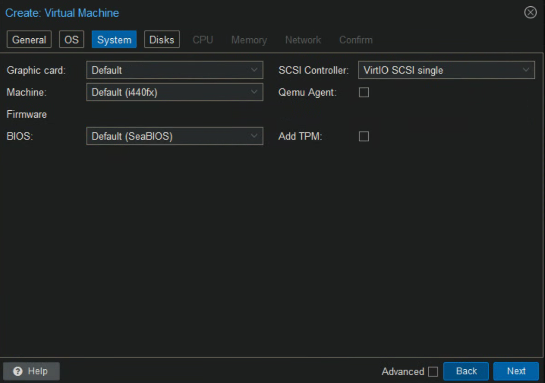 Create: Virtual Machine
General OS System Disks CPU Memory Network Confirm
Graphic card: Default SCSI Controller: VirtIO SCSI single
Machine: Default (i440fx) Qemu Agent:
Firmware
BIOS: Default (SeaBIOS) Add TPM:
? Help Advanced Back Next